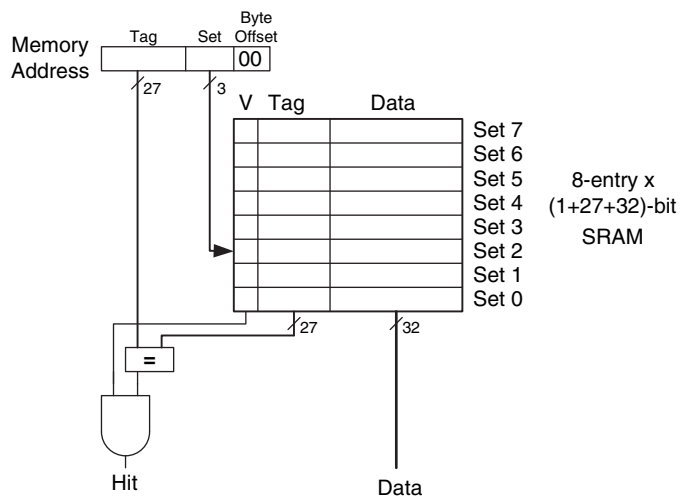 Byte
Tag Set Offset
Memory
Address
00
27
3
V Tag Data
Set 7
Set 6
Set 5
Set 4
Set 3
Set 2
Set 1
Set 0
8-entry x
(1+27+32)-bit
SRAM
27
32
=
Hit
Data